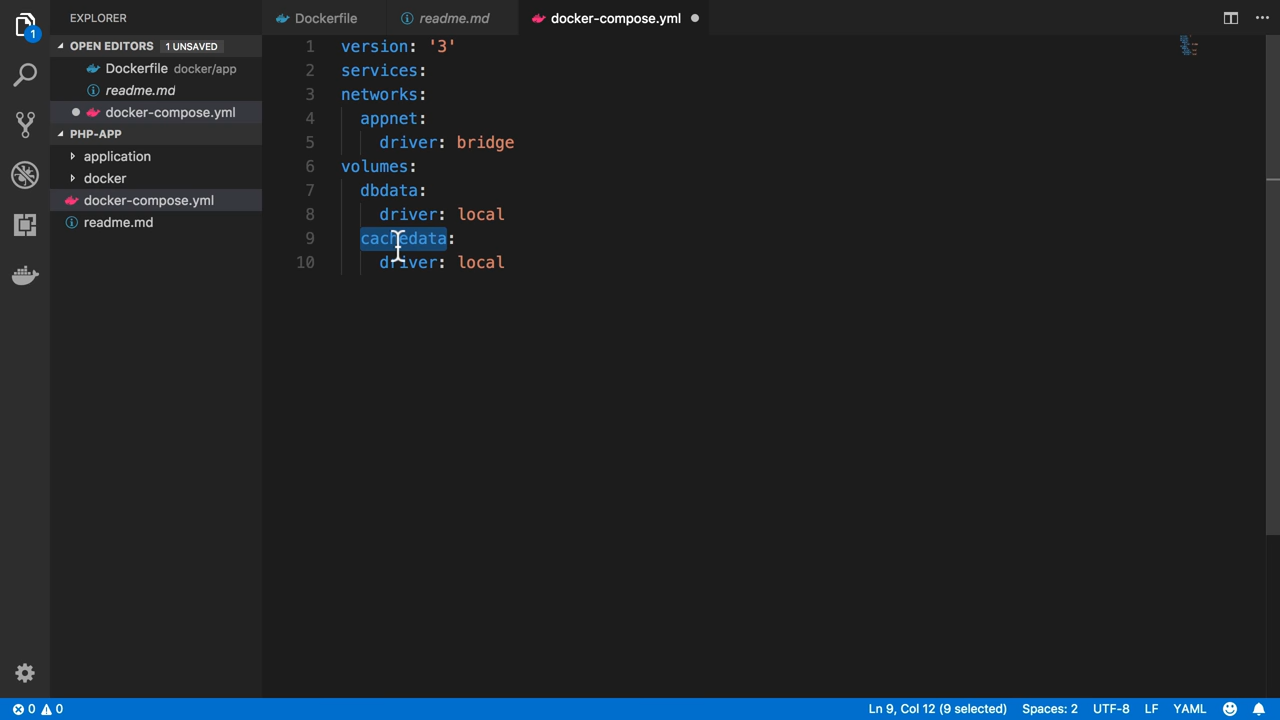 EXPLORER
OPEN EDITORS 1 UNSAVED
Dockerfile docker/app
readme.md
docker-compose.yml
PHP-APP
application
docker
docker-compose.yml
readme.md
1
Dockerfile
readme.md
docker-compose.yml
1 version: '3'
2 services:
3 networks:
4 appnet:
5 driver: bridge
6 volumes:
7 dbdata:
8 driver: local
9 cachedata:
10 driver: local
0 0
Ln 9, Col 12 (9 selected) Spaces: 2 UTF-8 LF YAML